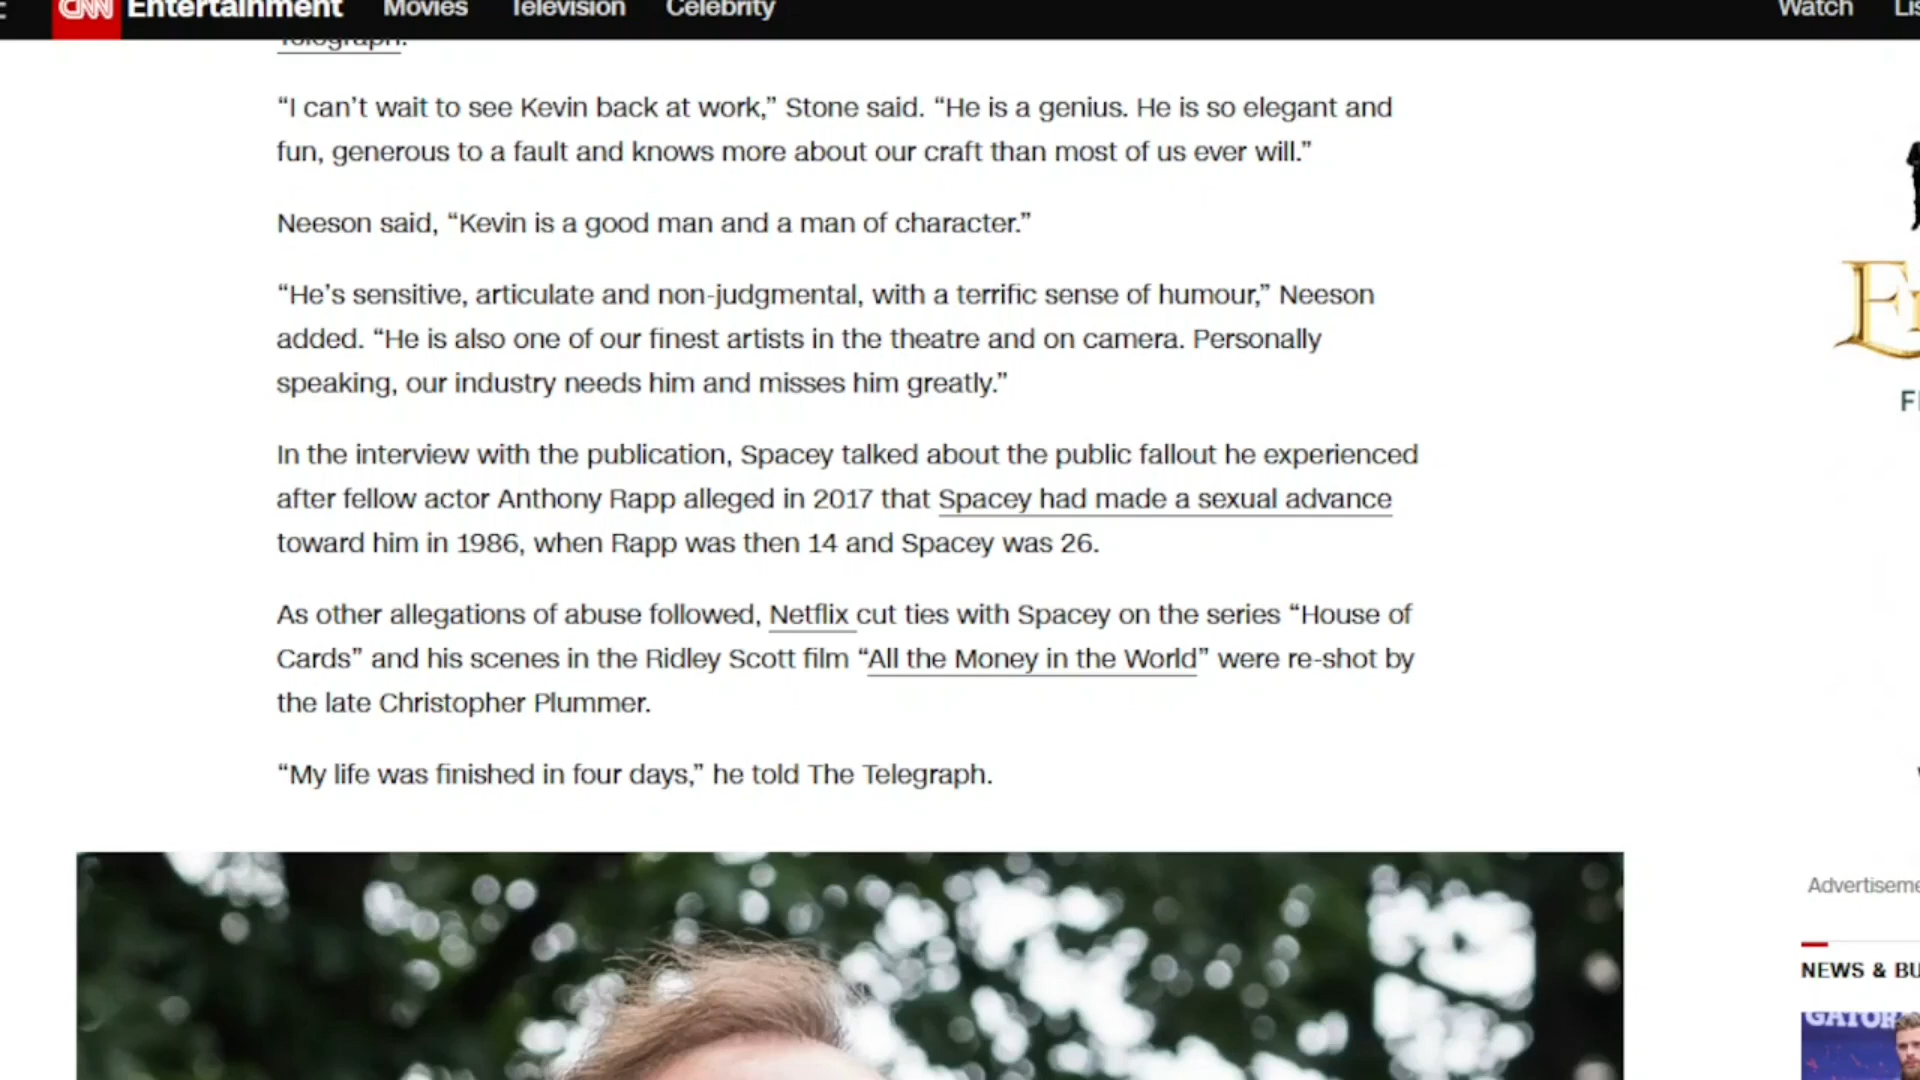 CNN Entertainment Movies Television Celebrity Watch
Telegraph.
“I can’t wait to see Kevin back at work,” Stone said. “He is a genius. He is so elegant and
fun, generous to a fault and knows more about our craft than most of us ever will.”
Neeson said, “Kevin is a good man and a man of character.”
“He’s sensitive, articulate and non-judgmental, with a terrific sense of humour,” Neeson
added. “He is also one of our finest artists in the theatre and on camera. Personally
speaking, our industry needs him and misses him greatly.”
In the interview with the publication, Spacey talked about the public fallout he experienced
after fellow actor Anthony Rapp alleged in 2017 that Spacey had made a sexual advance
toward him in 1986, when Rapp was then 14 and Spacey was 26.
As other allegations of abuse followed, Netflix cut ties with Spacey on the series “House of
Cards” and his scenes in the Ridley Scott film “All the Money in the World” were re-shot by
the late Christopher Plummer.
“My life was finished in four days,” he told The Telegraph.
Advertiseme
NEWS & BU
GATOR